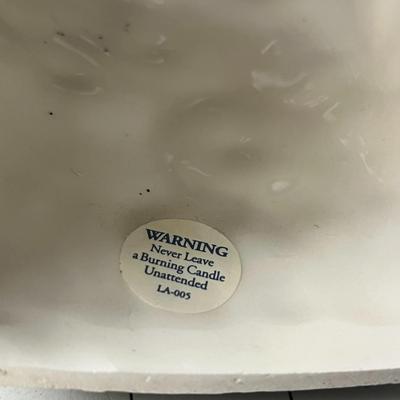 WARNING
Never Leave
a Burning Candle
Unattended
LA-005